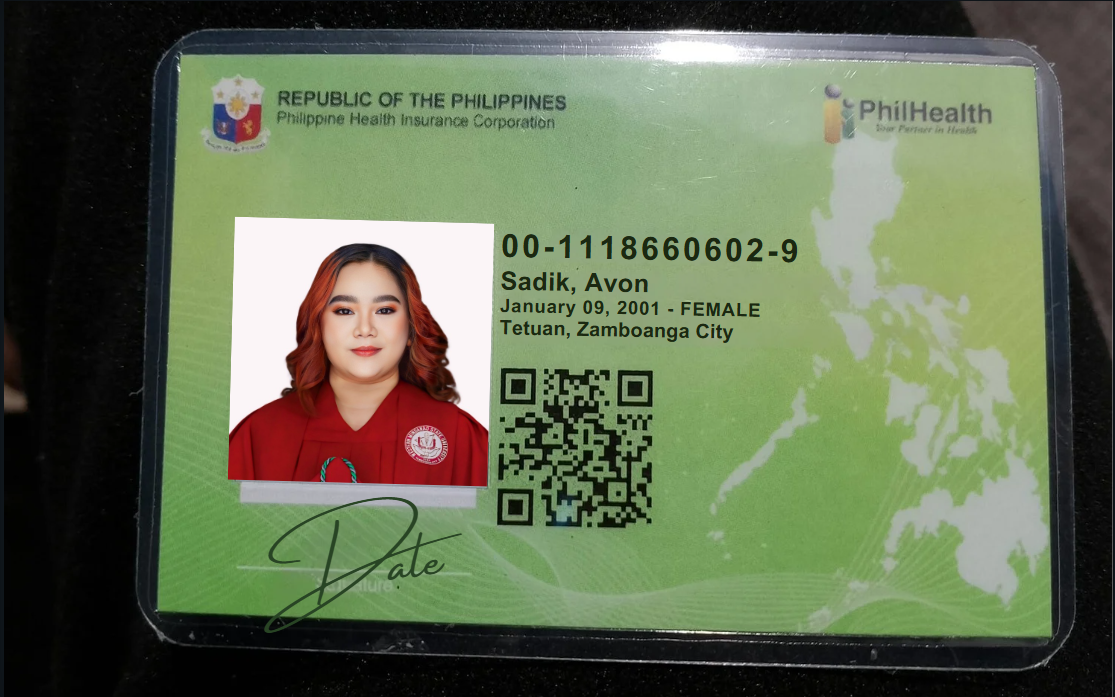 REPUBLIC OF THE PHILIPPINES
Philippine Health Insurance Corporation
PhilHealth
Your Partner in Health
00-1118660602-9
Sadik, Avon
January 09, 2001 - FEMALE
Tetuan, Zamboanga City
Date